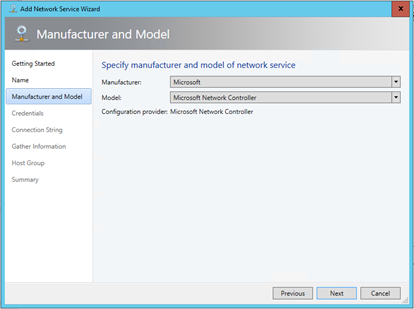 Add Network Service Wizard
Manufacturer and Model
Getting Started
Name
Manufacturer and Model
Credentials
Connection String
Gather Information
Host Group
Summary
Specify manufacturer and model of network service
Manufacturer: Microsoft
Model: Microsoft Network Controller
Configuration provider: Microsoft Network Controller
Previous Next Cancel